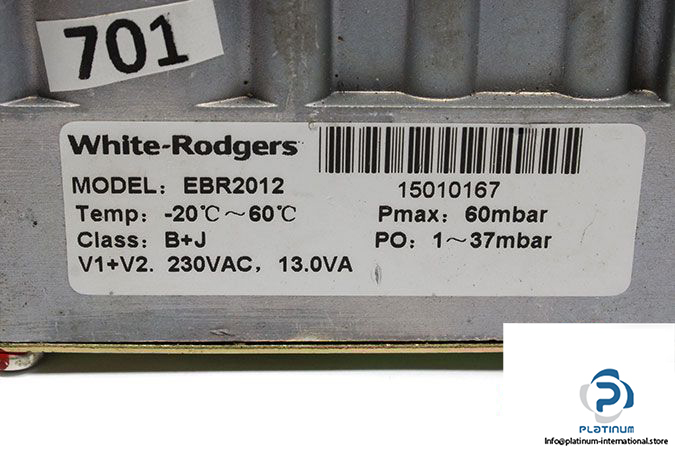 701
White-Rodgers
MODEL: EBR2012 15010167
Temp: -20℃~60℃ Pmax: 60mbar
Class: B+J PO: 1~37mbar
V1+V2. 230VAC, 13.0VA
PLATINUM
Info@platinum-international.store